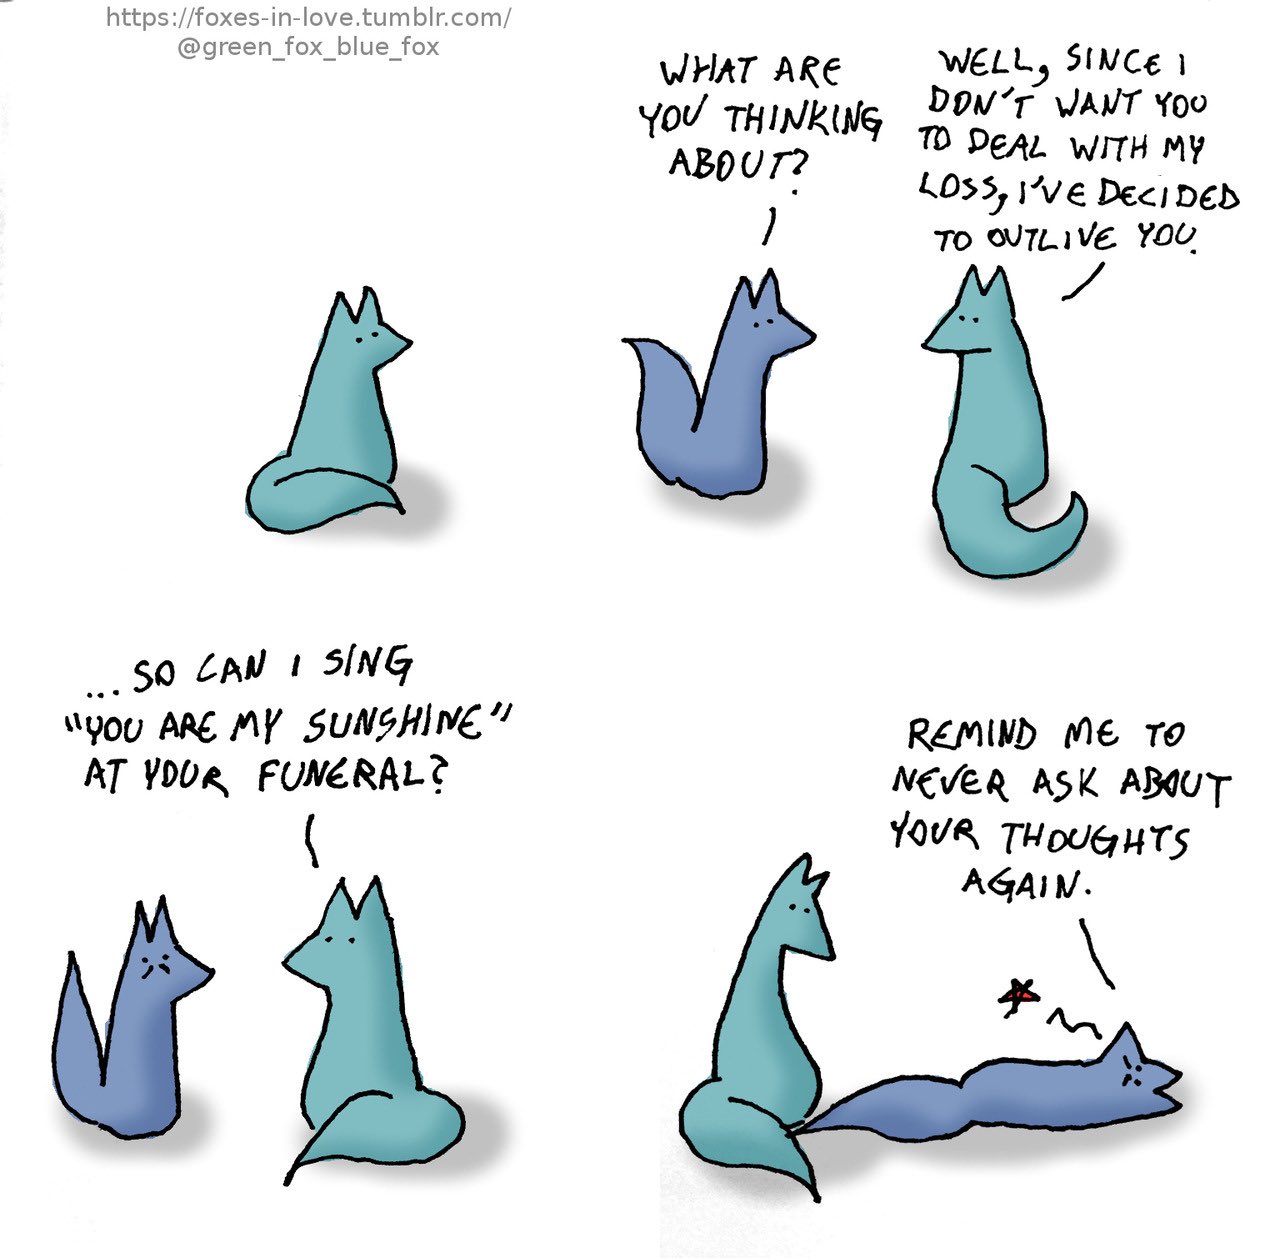 https://foxes-in-love.tumblr.com/
@green_fox_blue_fox
WHAT ARE
YOU THINKING
ABOUT?
WELL, SINCE I
DON'T WANT YOU
TO DEAL WITH MY
LOSS, I'VE DECIDED
TO OUTLIVE YOU.
...SO CAN I SING
"YOU ARE MY SUNSHINE"
AT YOUR FUNERAL?
REMIND ME TO
NEVER ASK ABOUT
YOUR THOUGHTS
AGAIN.